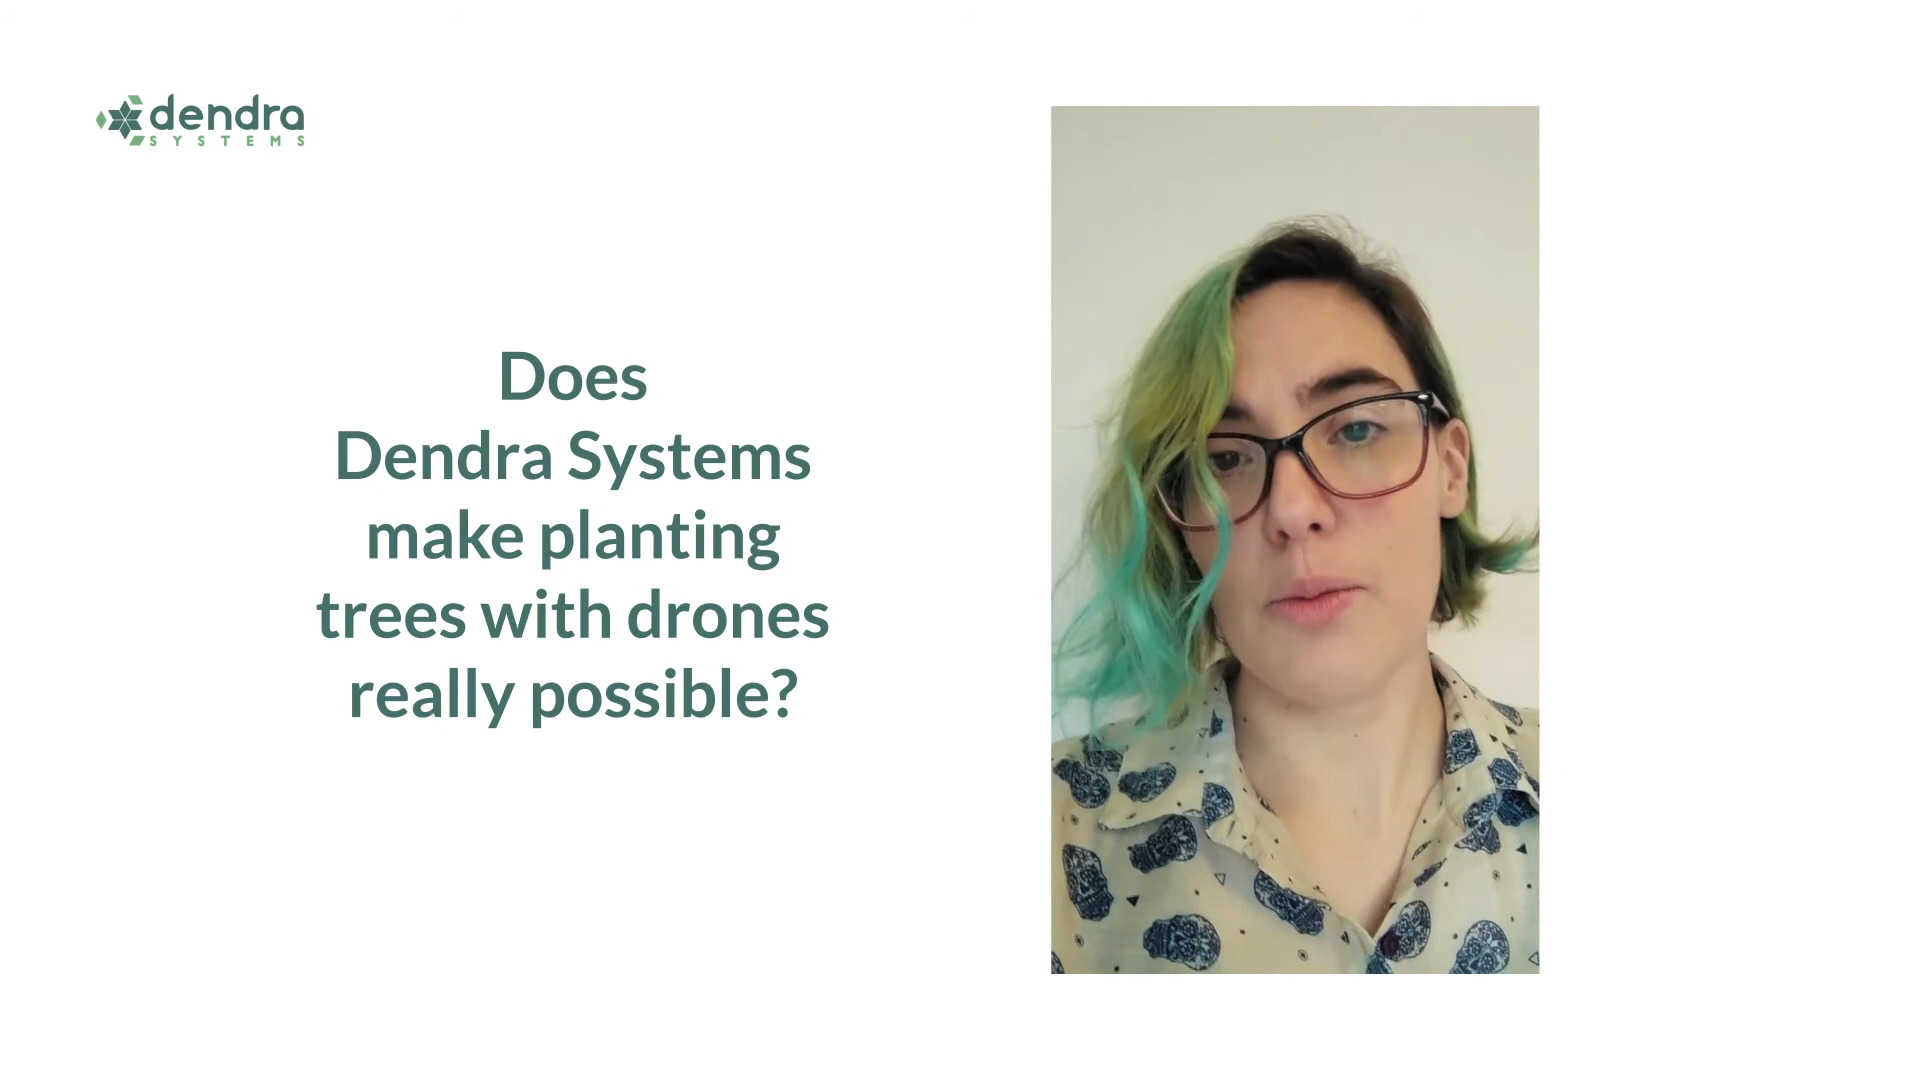 dendra
SYSTEMS
Does
Dendra Systems
make planting
trees with drones
really possible?